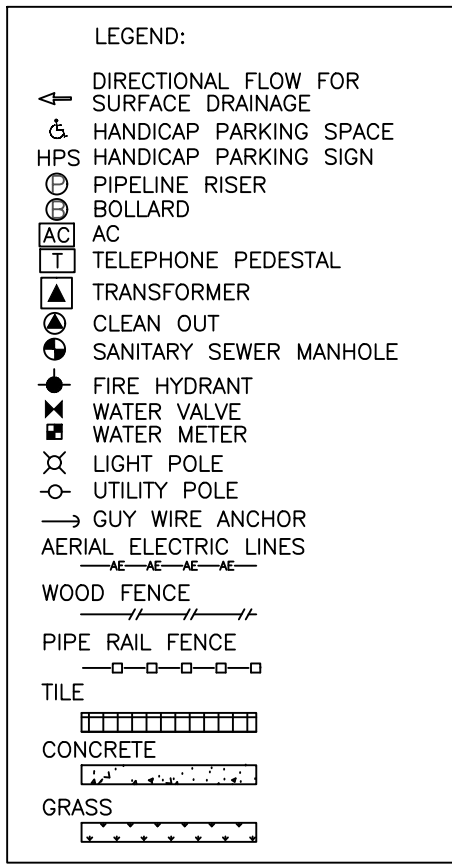 LEGEND:
DIRECTIONAL FLOW FOR
SURFACE DRAINAGE
HANDICAP PARKING SPACE
HPS HANDICAP PARKING SIGN
P PIPELINE RISER
B BOLLARD
AC AC
T TELEPHONE PEDESTAL
TRANSFORMER
CLEAN OUT
SANITARY SEWER MANHOLE
FIRE HYDRANT
WATER VALVE
WATER METER
LIGHT POLE
UTILITY POLE
GUY WIRE ANCHOR
AERIAL ELECTRIC LINES
AE AE AE AE
WOOD FENCE
PIPE RAIL FENCE
TILE
CONCRETE
GRASS